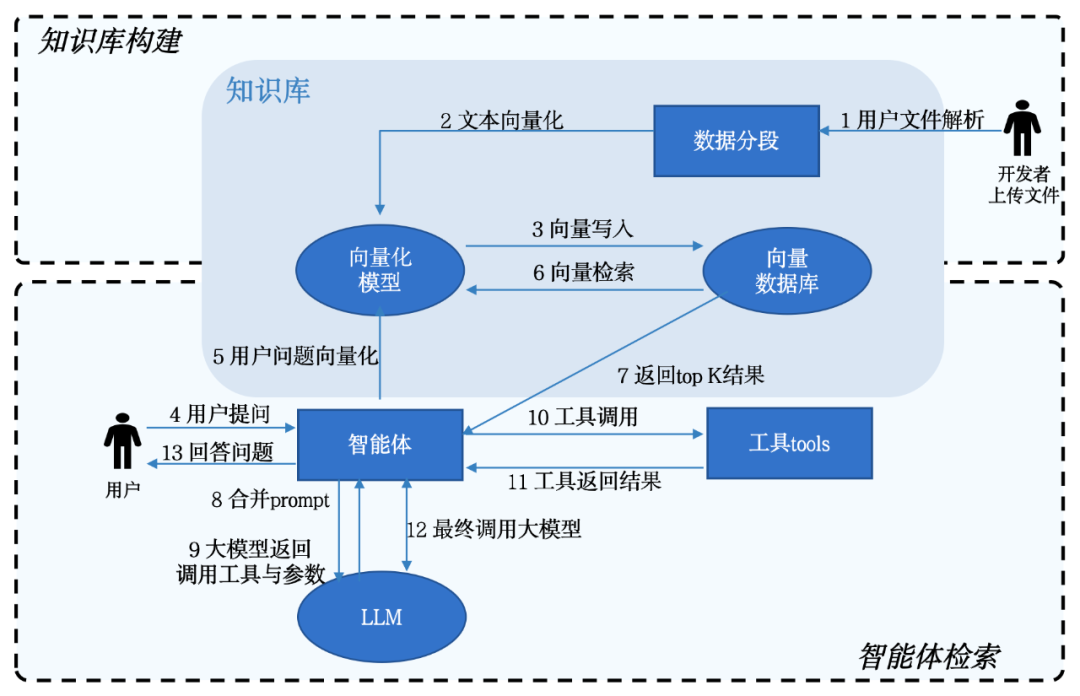 知识库构建
知识库
2 文本向量化
数据分段
1 用户文件解析
开发者
上传文件
向量化
模型
3 向量写入
6 向量检索
向量
数据库
5 用户问题向量化
7 返回top K结果
4 用户提问
13 回答问题
用户
智能体
10 工具调用
11 工具返回结果
工具tools
8 合并prompt
9 大模型返回
调用工具与参数
12 最终调用大模型
LLM
智能体检索